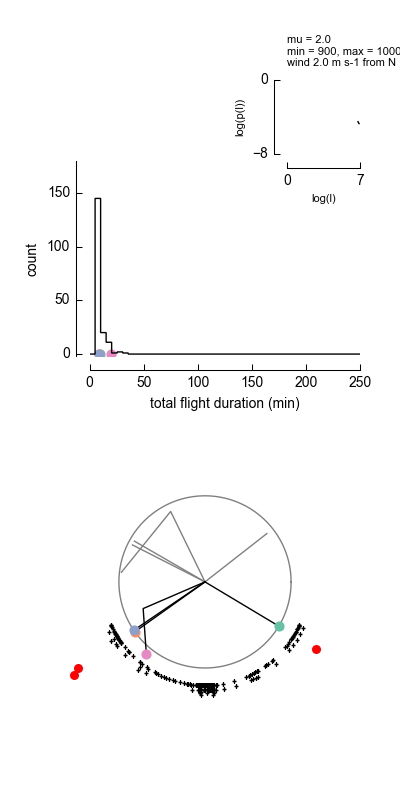 mu = 2.0
min = 900, max = 1000
wind 2.0 m s-1 from N
0
log(p(l))
−8
0 7
log(l)
150
100
50
0
count
0 50 100 150 200 250
total flight duration (min)